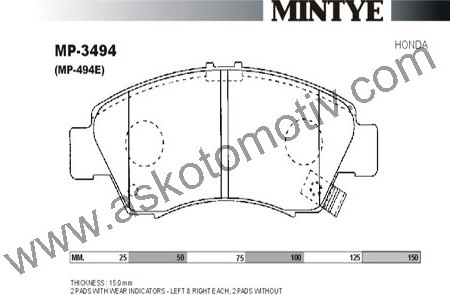 MINTYE
MP-3494
(MP-494E)
HONDA
www.askotomotiv.com
MM. 25 50 75 100 125 150
THICKNESS : 15.0 mm
2 PADS WITH WEAR INDICATORS - LEFT & RIGHT EACH, 2 PADS WITHOUT